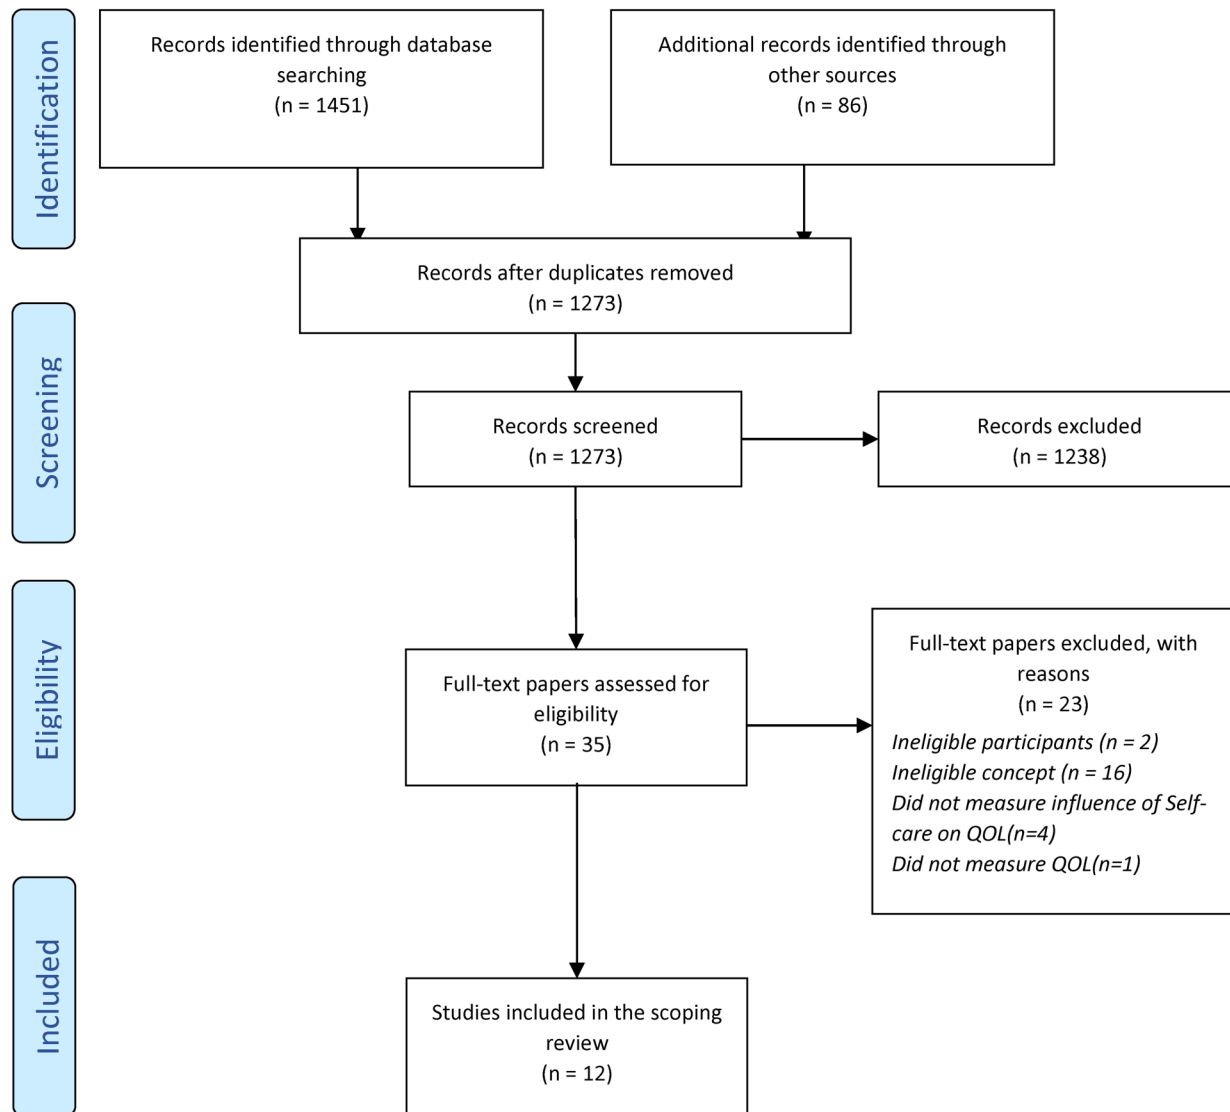 Identification
Records identified through database
searching
(n = 1451)
Additional records identified through
other sources
(n = 86)
Records after duplicates removed
(n = 1273)
Screening
Records screened
(n = 1273)
Records excluded
(n = 1238)
Eligibility
Full-text papers assessed for
eligibility
(n = 35)
Full-text papers excluded, with
reasons
(n = 23)
Ineligible participants (n = 2)
Ineligible concept (n = 16)
Did not measure influence of Self-
care on QOL(n=4)
Did not measure QOL(n=1)
Included
Studies included in the scoping
review
(n = 12)